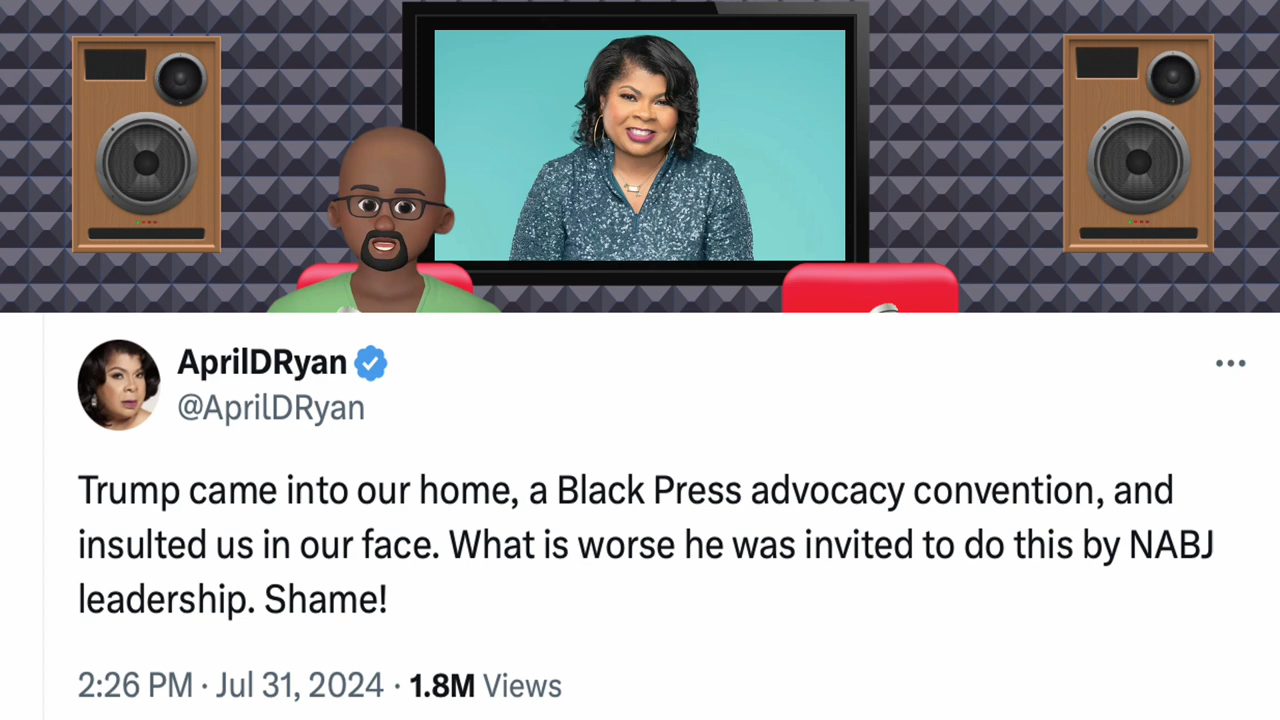 AprilDRyan
@AprilDRyan
Trump came into our home, a Black Press advocacy convention, and
insulted us in our face. What is worse he was invited to do this by NABJ
leadership. Shame!
2:26 PM · Jul 31, 2024 · 1.8M Views